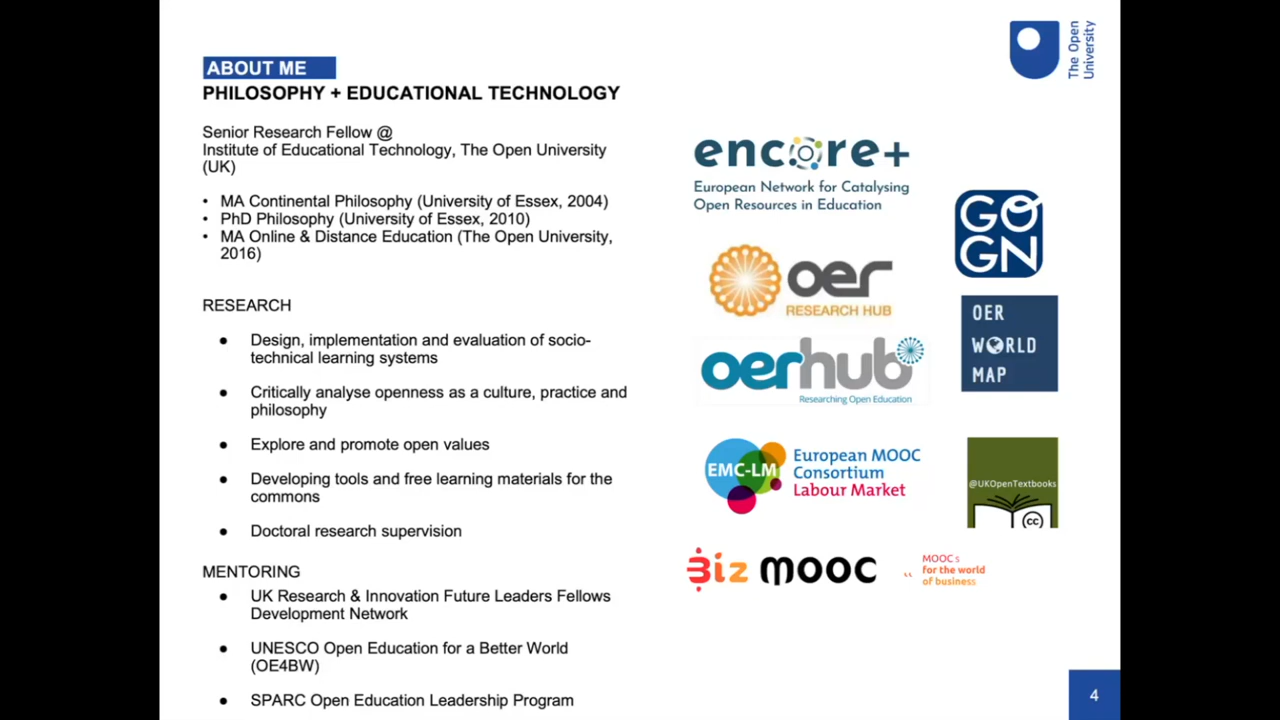 ABOUT ME
PHILOSOPHY + EDUCATIONAL TECHNOLOGY
Senior Research Fellow @
Institute of Educational Technology, The Open University
(UK)
• MA Continental Philosophy (University of Essex, 2004)
• PhD Philosophy (University of Essex, 2010)
• MA Online & Distance Education (The Open University,
2016)
RESEARCH
● Design, implementation and evaluation of socio-
technical learning systems
● Critically analyse openness as a culture, practice and
philosophy
● Explore and promote open values
● Developing tools and free learning materials for the
commons
● Doctoral research supervision
MENTORING
● UK Research & Innovation Future Leaders Fellows
Development Network
● UNESCO Open Education for a Better World
(OE4BW)
● SPARC Open Education Leadership Program
The Open
University
encore+
European Network for Catalysing
Open Resources in Education
GO
GN
oer
RESEARCH HUB
OER
WORLD
MAP
oerhub
Researching Open Education
EMC-LM
European MOOC
Consortium
Labour Market
@UKOpenTextbooks
cc
Biz MOOC
MOOC s
for the world
of business
4